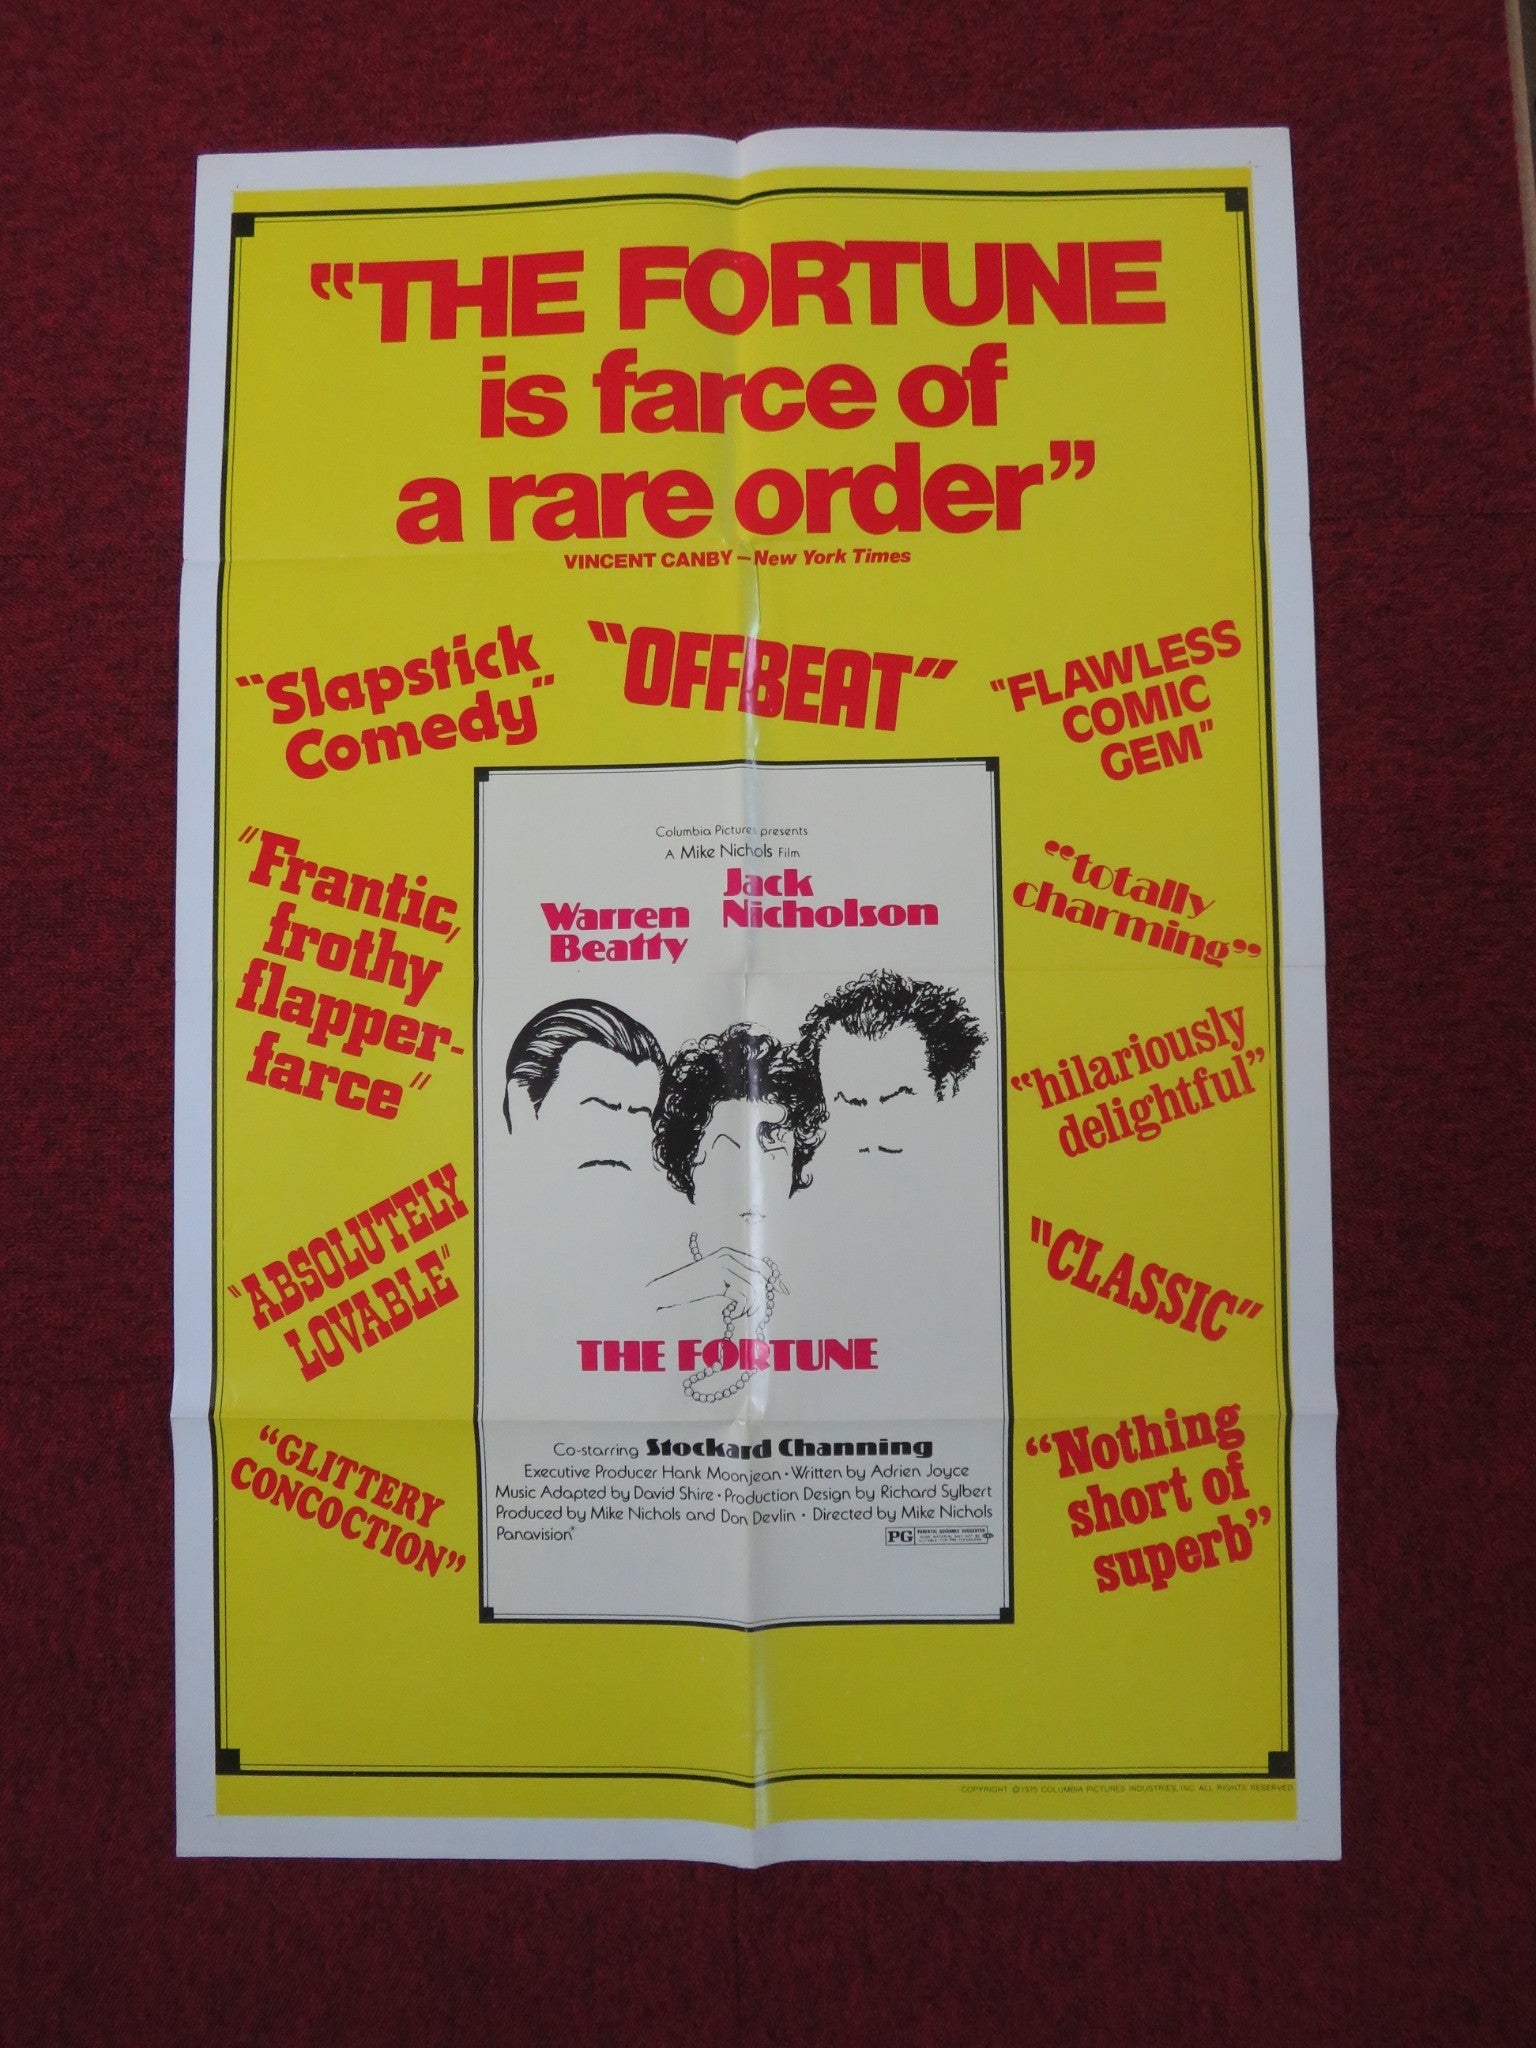 “THE FORTUNE
is farce of
a rare order”
VINCENT CANBY – New York Times
"Slapstick
Comedy"
"OFFBEAT"
"FLAWLESS
COMIC
GEM"
"Frantic,
frothy
flapper-
farce"
“totally
charming”
“hilariously
delightful”
"ABSOLUTELY
LOVABLE"
"CLASSIC"
“GLITTERY
CONCOCTION”
“Nothing
short of
superb”
Columbia Pictures presents
A Mike Nichols Film
Warren
Beatty
Jack
Nicholson
THE FORTUNE
Co-starring Stockard Channing
Executive Producer Hank Moonjean · Written by Adrien Joyce
Music Adapted by David Shire · Production Design by Richard Sylbert
Produced by Mike Nichols and Don Devlin · Directed by Mike Nichols
Panavision®
PG PARENTAL GUIDANCE SUGGESTED
COPYRIGHT © 1975 COLUMBIA PICTURES INDUSTRIES, INC. ALL RIGHTS RESERVED